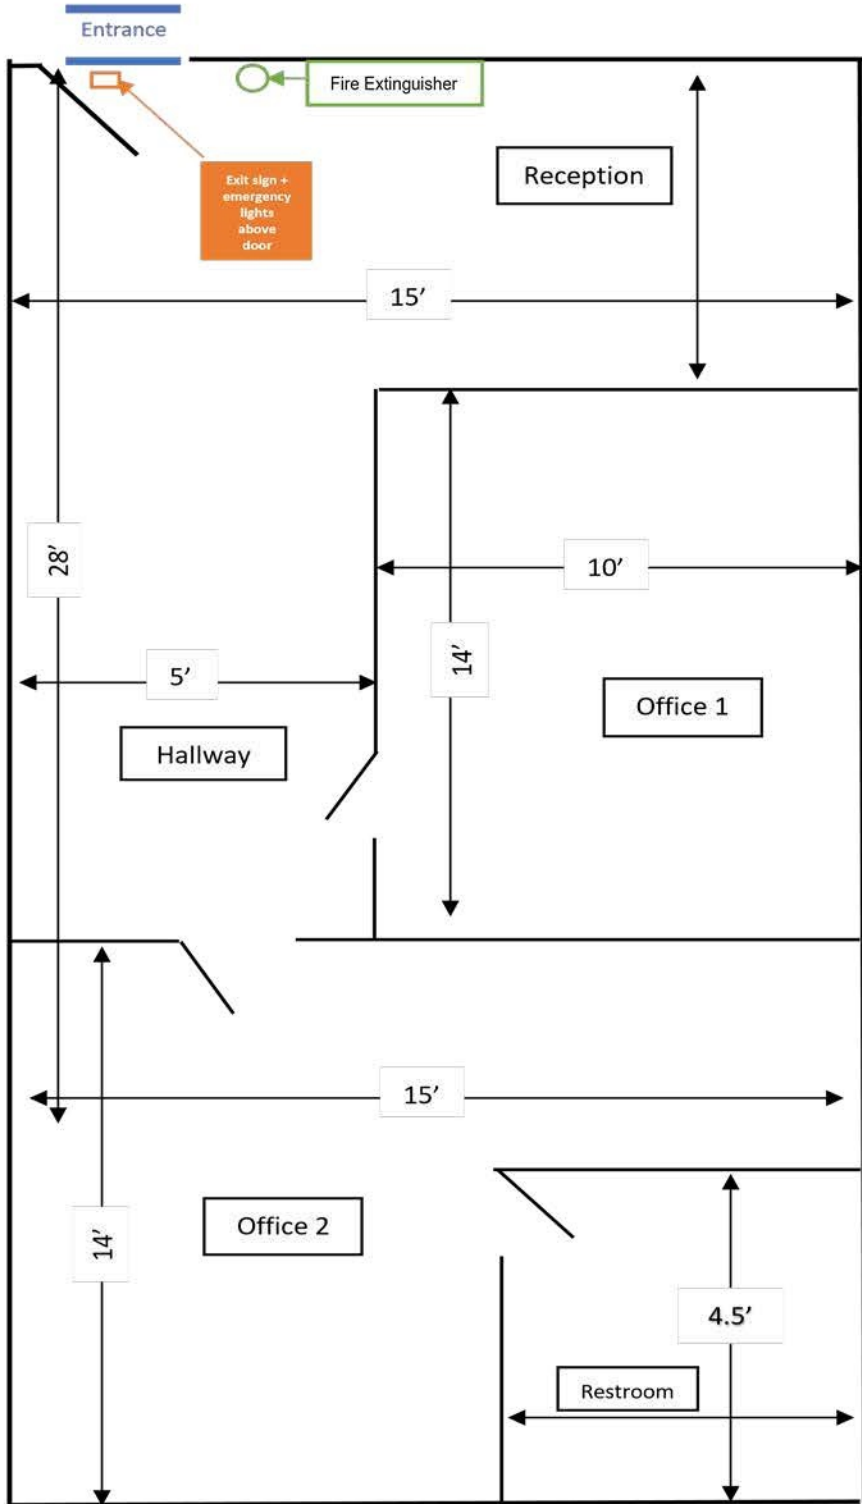 Entrance
Fire Extinguisher
Exit sign +
emergency
lights
above
door
Reception
15’
28’
10’
14’
5’
Office 1
Hallway
15’
14’
Office 2
4.5’
Restroom